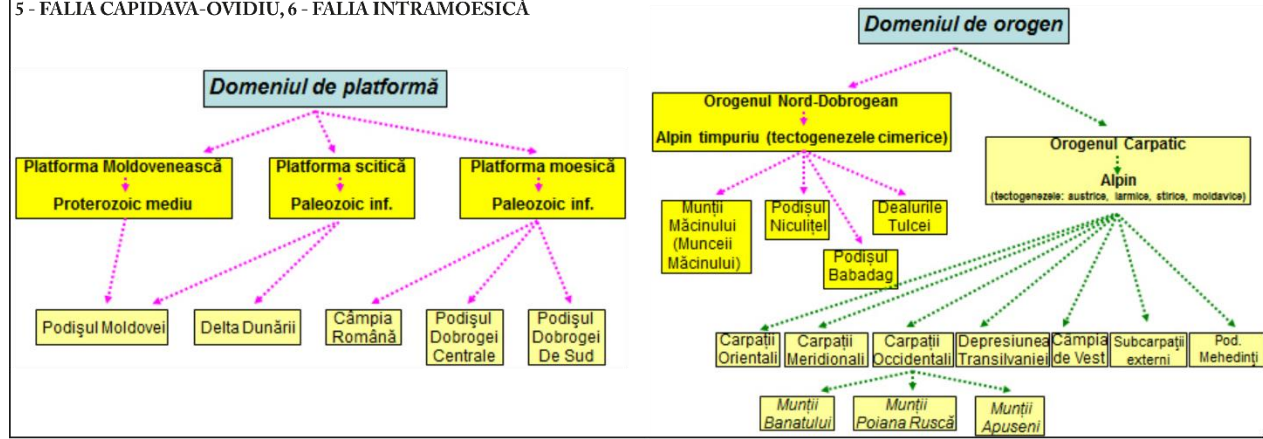 5 - FALIA CAPIDAVA-OVIDIU, 6 - FALIA INTRAMOESICĂ
Domeniul de platformă
Platforma Moldovenească
Proterozoic mediu
Platforma scitică
Paleozoic inf.
Platforma moesică
Paleozoic inf.
Podişul Moldovei
Delta Dunării
Câmpia
Română
Podişul
Dobrogei
Centrale
Podişul
Dobrogei
De Sud
Domeniul de orogen
Orogenul Nord-Dobrogean
Alpin timpuriu (tectogenezele cimerice)
Orogenul Carpatic
Alpin
(tectogenezele: austrice, larmice, stirice, moldavice)
Munții
Măcinului
(Munceii
Măcinului)
Podișul
Niculițel
Podișul
Babadag
Dealurile
Tulcei
Carpații
Orientali
Carpații
Meridionali
Carpații
Occidentali
Depresiunea
Transilvaniei
Câmpia
de Vest
Subcarpații
externi
Pod.
Mehedinți
Munții
Banatului
Munții
Poiana Ruscă
Munții
Apuseni